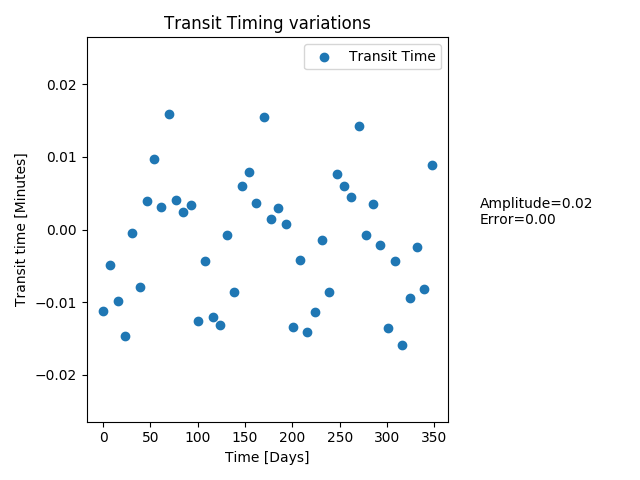 Transit Timing variations
Transit Time
0.02
0.01
0.00
−0.01
−0.02
Transit time [Minutes]
Amplitude=0.02
Error=0.00
0 50 100 150 200 250 300 350
Time [Days]